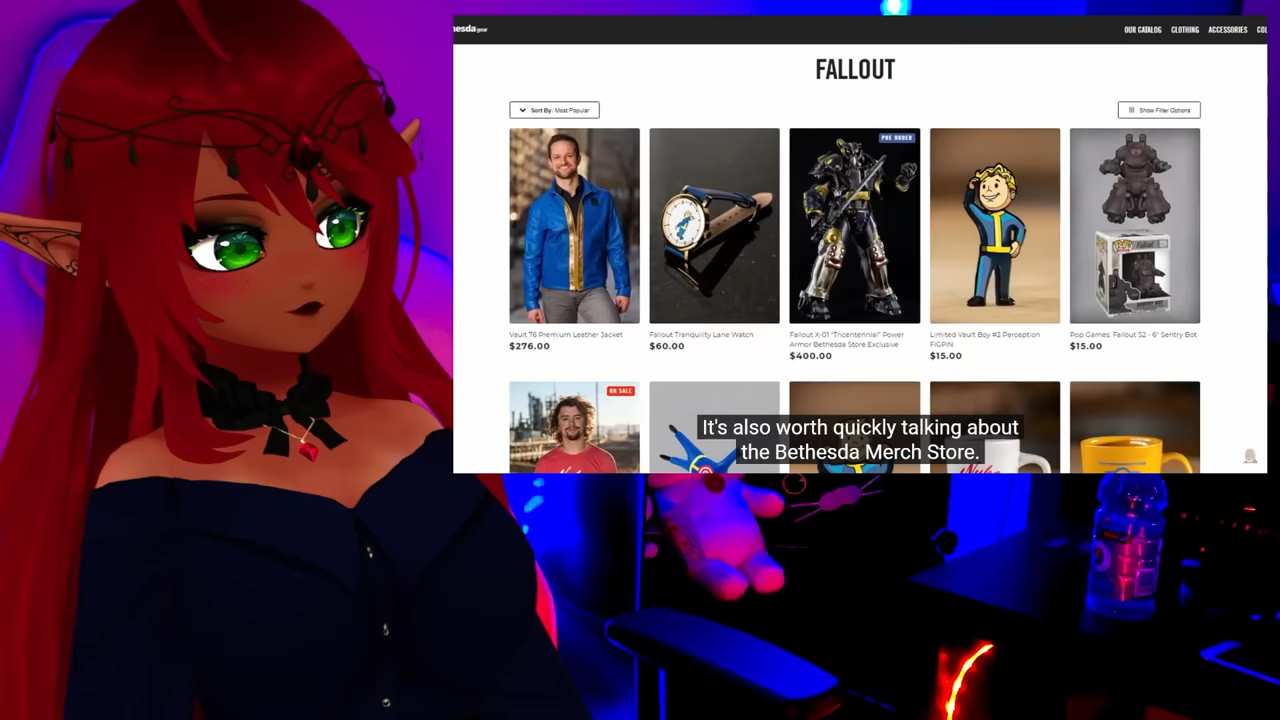 hesda gear
OUR CATALOG CLOTHING ACCESSORIES COL
FALLOUT
Sort By: Most Popular
Show Filter Options
PRE ORDER
Vault 76 Premium Leather Jacket
$276.00
Fallout Tranquility Lane Watch
$60.00
Fallout X-01 "Tricentennial" Power
Armor Bethesda Store Exclusive
$400.00
Limited Vault Boy #2 Perception
FiGPiN
$15.00
Pop Games: Fallout S2 - 6" Sentry Bot
$15.00
ON SALE
It's also worth quickly talking about
the Bethesda Merch Store.